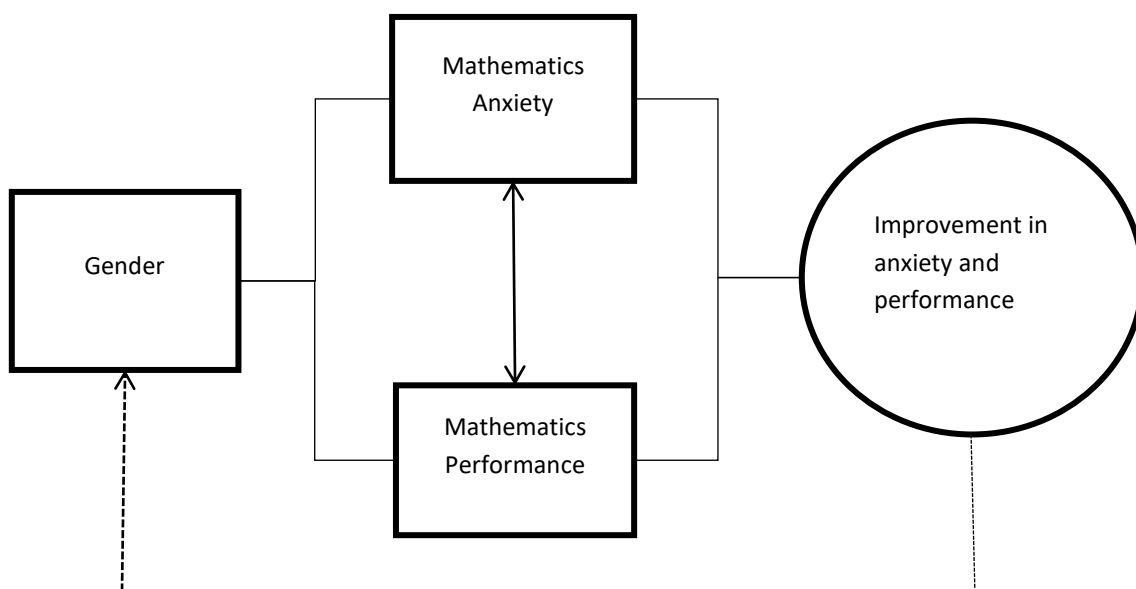 Mathematics
Anxiety
Gender
Improvement in
anxiety and
performance
Mathematics
Performance